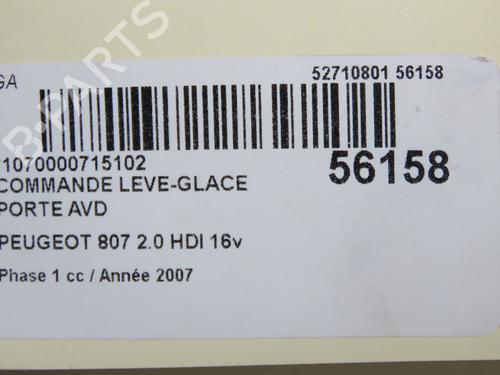 GA
52710801 56158
B-PARTS
1070000715102
56158
COMMANDE LEVE-GLACE
PORTE AVD
PEUGEOT 807 2.0 HDI 16v
Phase 1 cc / Année 2007